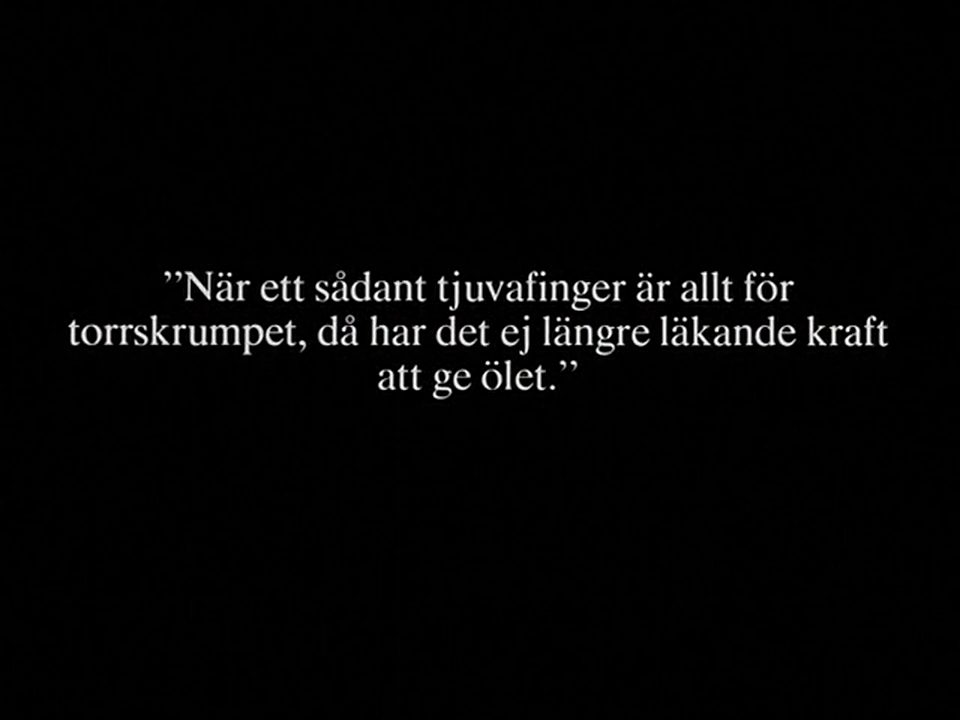 ”När ett sådant tjuvafinger är allt för
torrskrumpet, då har det ej längre läkande kraft
att ge ölet.”